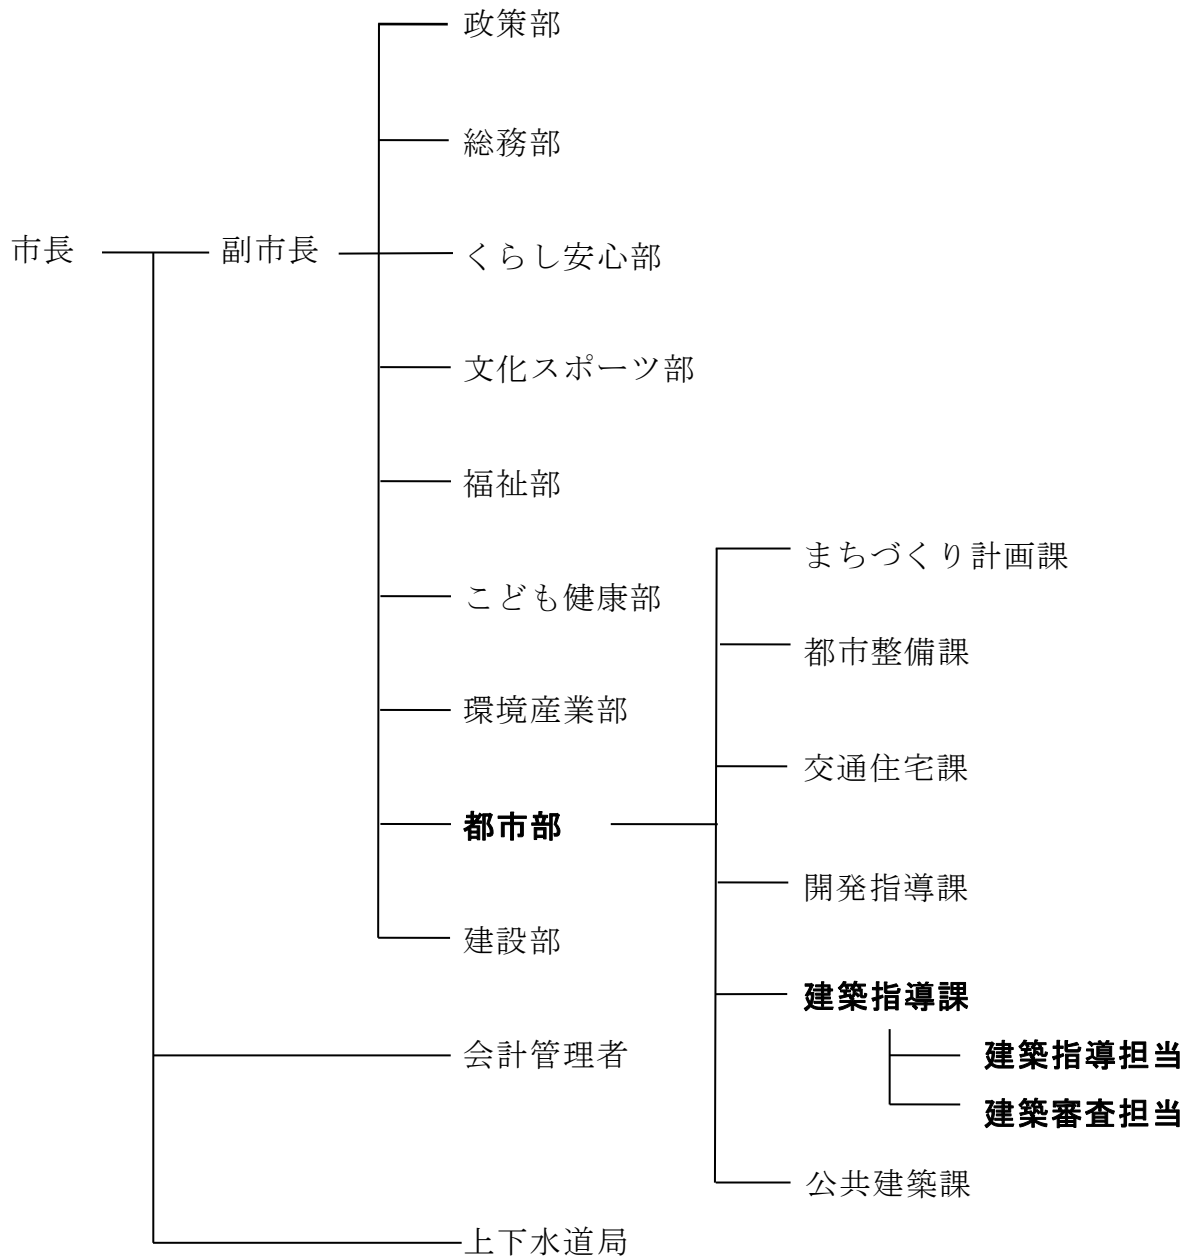 政策部
総務部
市長
副市長
くらし安心部
文化スポーツ部
福祉部
こども健康部
環境産業部
都市部
建設部
まちづくり計画課
都市整備課
交通住宅課
開発指導課
建築指導課
建築指導担当
建築審査担当
公共建築課
会計管理者
上下水道局